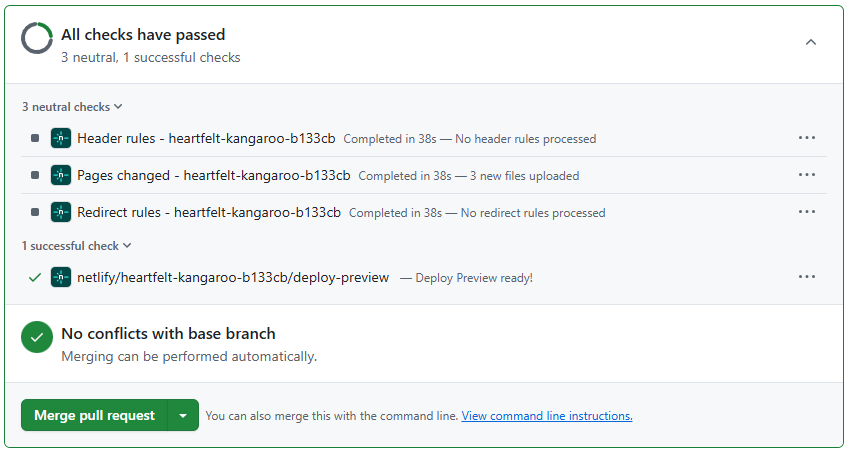 All checks have passed
3 neutral, 1 successful checks
3 neutral checks
Header rules - heartfelt-kangaroo-b133cb Completed in 38s — No header rules processed
Pages changed - heartfelt-kangaroo-b133cb Completed in 38s — 3 new files uploaded
Redirect rules - heartfelt-kangaroo-b133cb Completed in 38s — No redirect rules processed
1 successful check
netlify/heartfelt-kangaroo-b133cb/deploy-preview — Deploy Preview ready!
No conflicts with base branch
Merging can be performed automatically.
Merge pull request You can also merge this with the command line. View command line instructions.